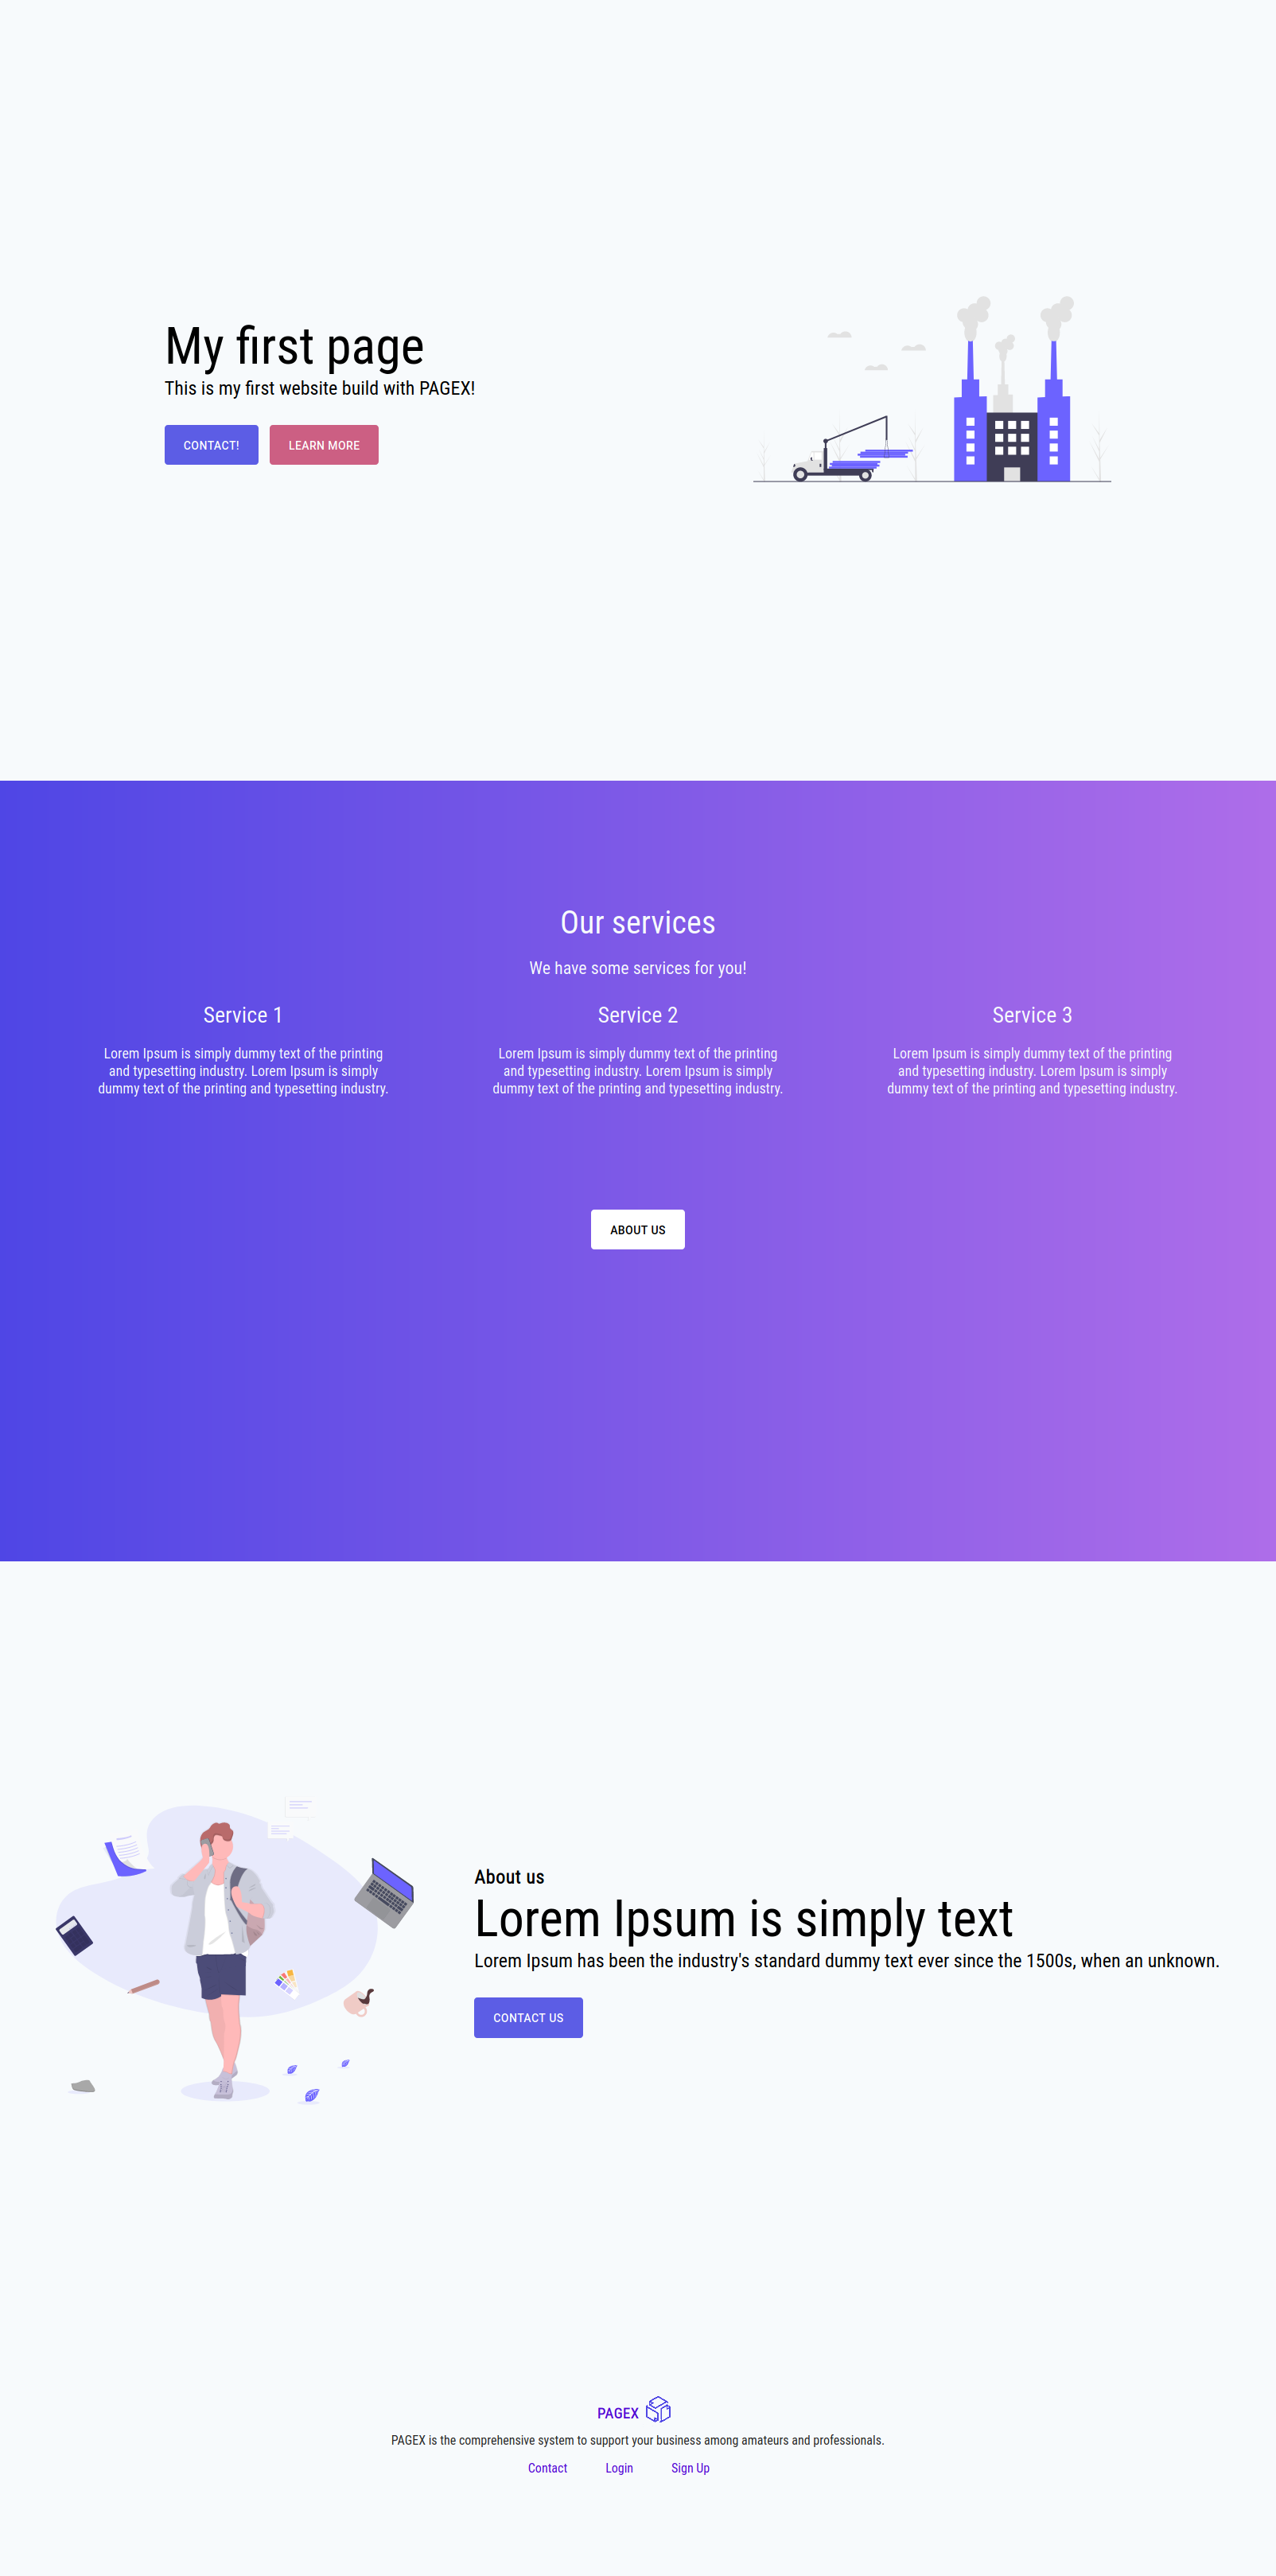 My first page
This is my first website build with PAGEX!
CONTACT! LEARN MORE
Our services
We have some services for you!
Service 1
Lorem Ipsum is simply dummy text of the printing
and typesetting industry. Lorem Ipsum is simply
dummy text of the printing and typesetting industry.
Service 2
Lorem Ipsum is simply dummy text of the printing
and typesetting industry. Lorem Ipsum is simply
dummy text of the printing and typesetting industry.
Service 3
Lorem Ipsum is simply dummy text of the printing
and typesetting industry. Lorem Ipsum is simply
dummy text of the printing and typesetting industry.
ABOUT US
About us
Lorem Ipsum is simply text
Lorem Ipsum has been the industry's standard dummy text ever since the 1500s, when an unknown.
CONTACT US
PAGEX
PAGEX is the comprehensive system to support your business among amateurs and professionals.
Contact Login Sign Up